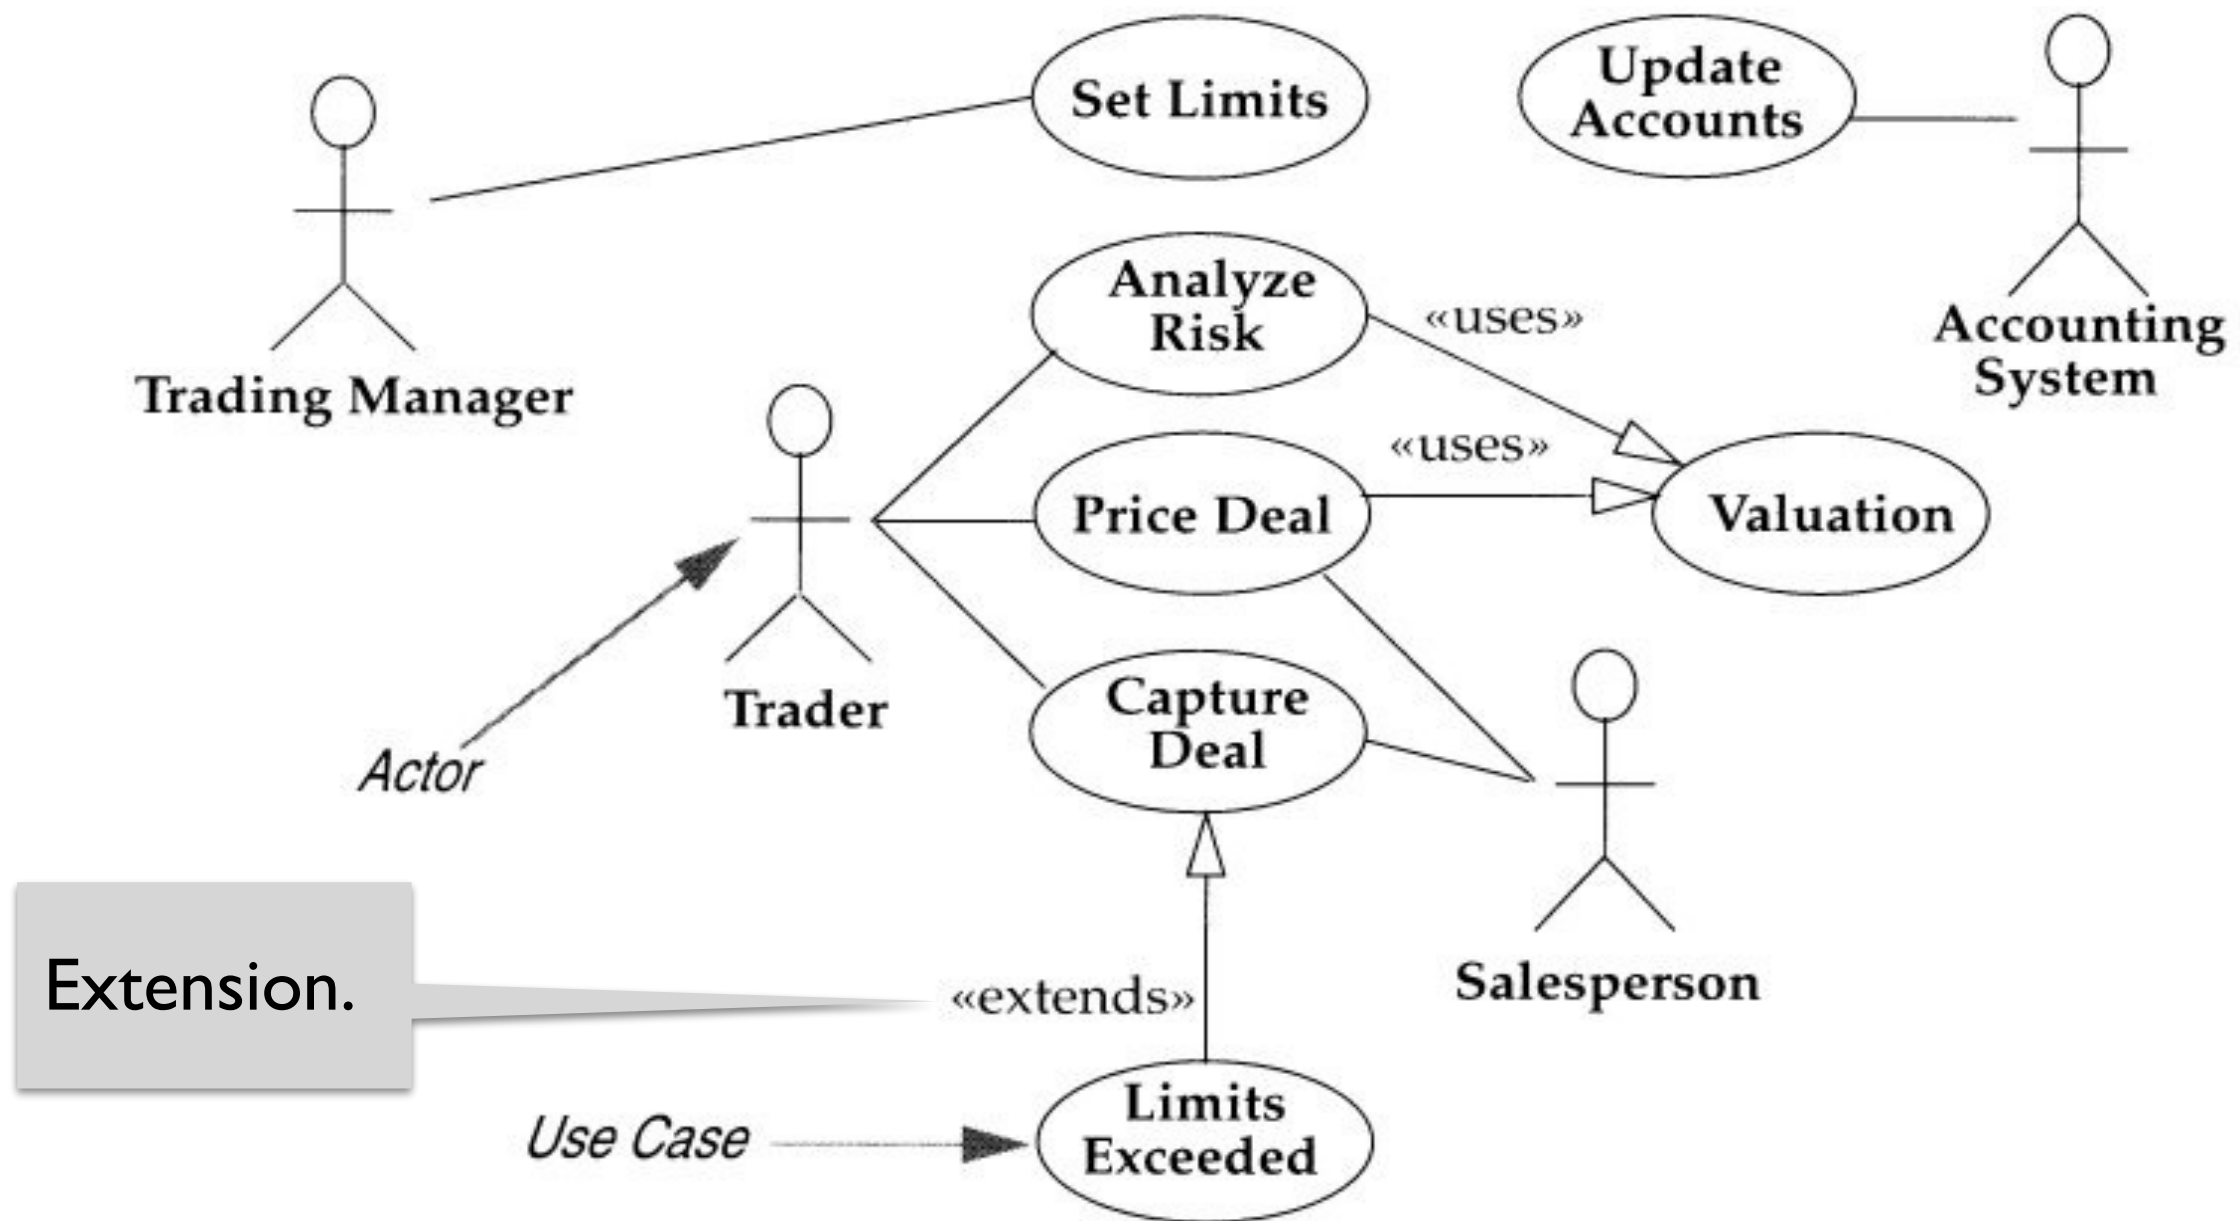 Set Limits
Update
Accounts
Analyze
Risk
«uses»
Accounting
System
Trading Manager
«uses»
Price Deal
Valuation
Trader
Capture
Deal
Actor
Extension.
«extends»
Salesperson
Use Case
Limits
Exceeded